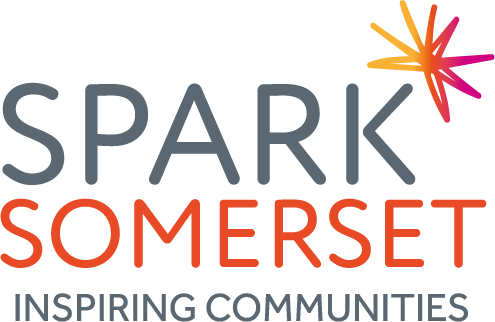 SPARK
SOMERSET
INSPIRING COMMUNITIES